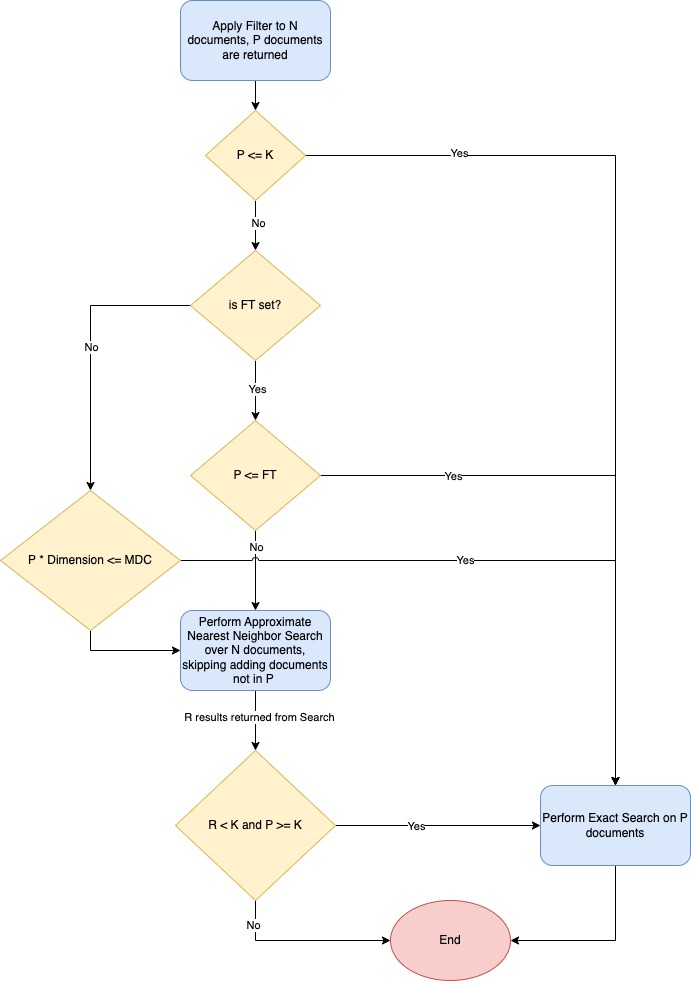 Apply Filter to N
documents, P documents
are returned
P <= K
Yes
No
is FT set?
No
Yes
P <= FT
Yes
No
P * Dimension <= MDC
Yes
Perform Approximate
Nearest Neighbor Search
over N documents,
skipping adding documents
not in P
R results returned from Search
R < K and P >= K
Yes
Perform Exact Search on P
documents
No
End